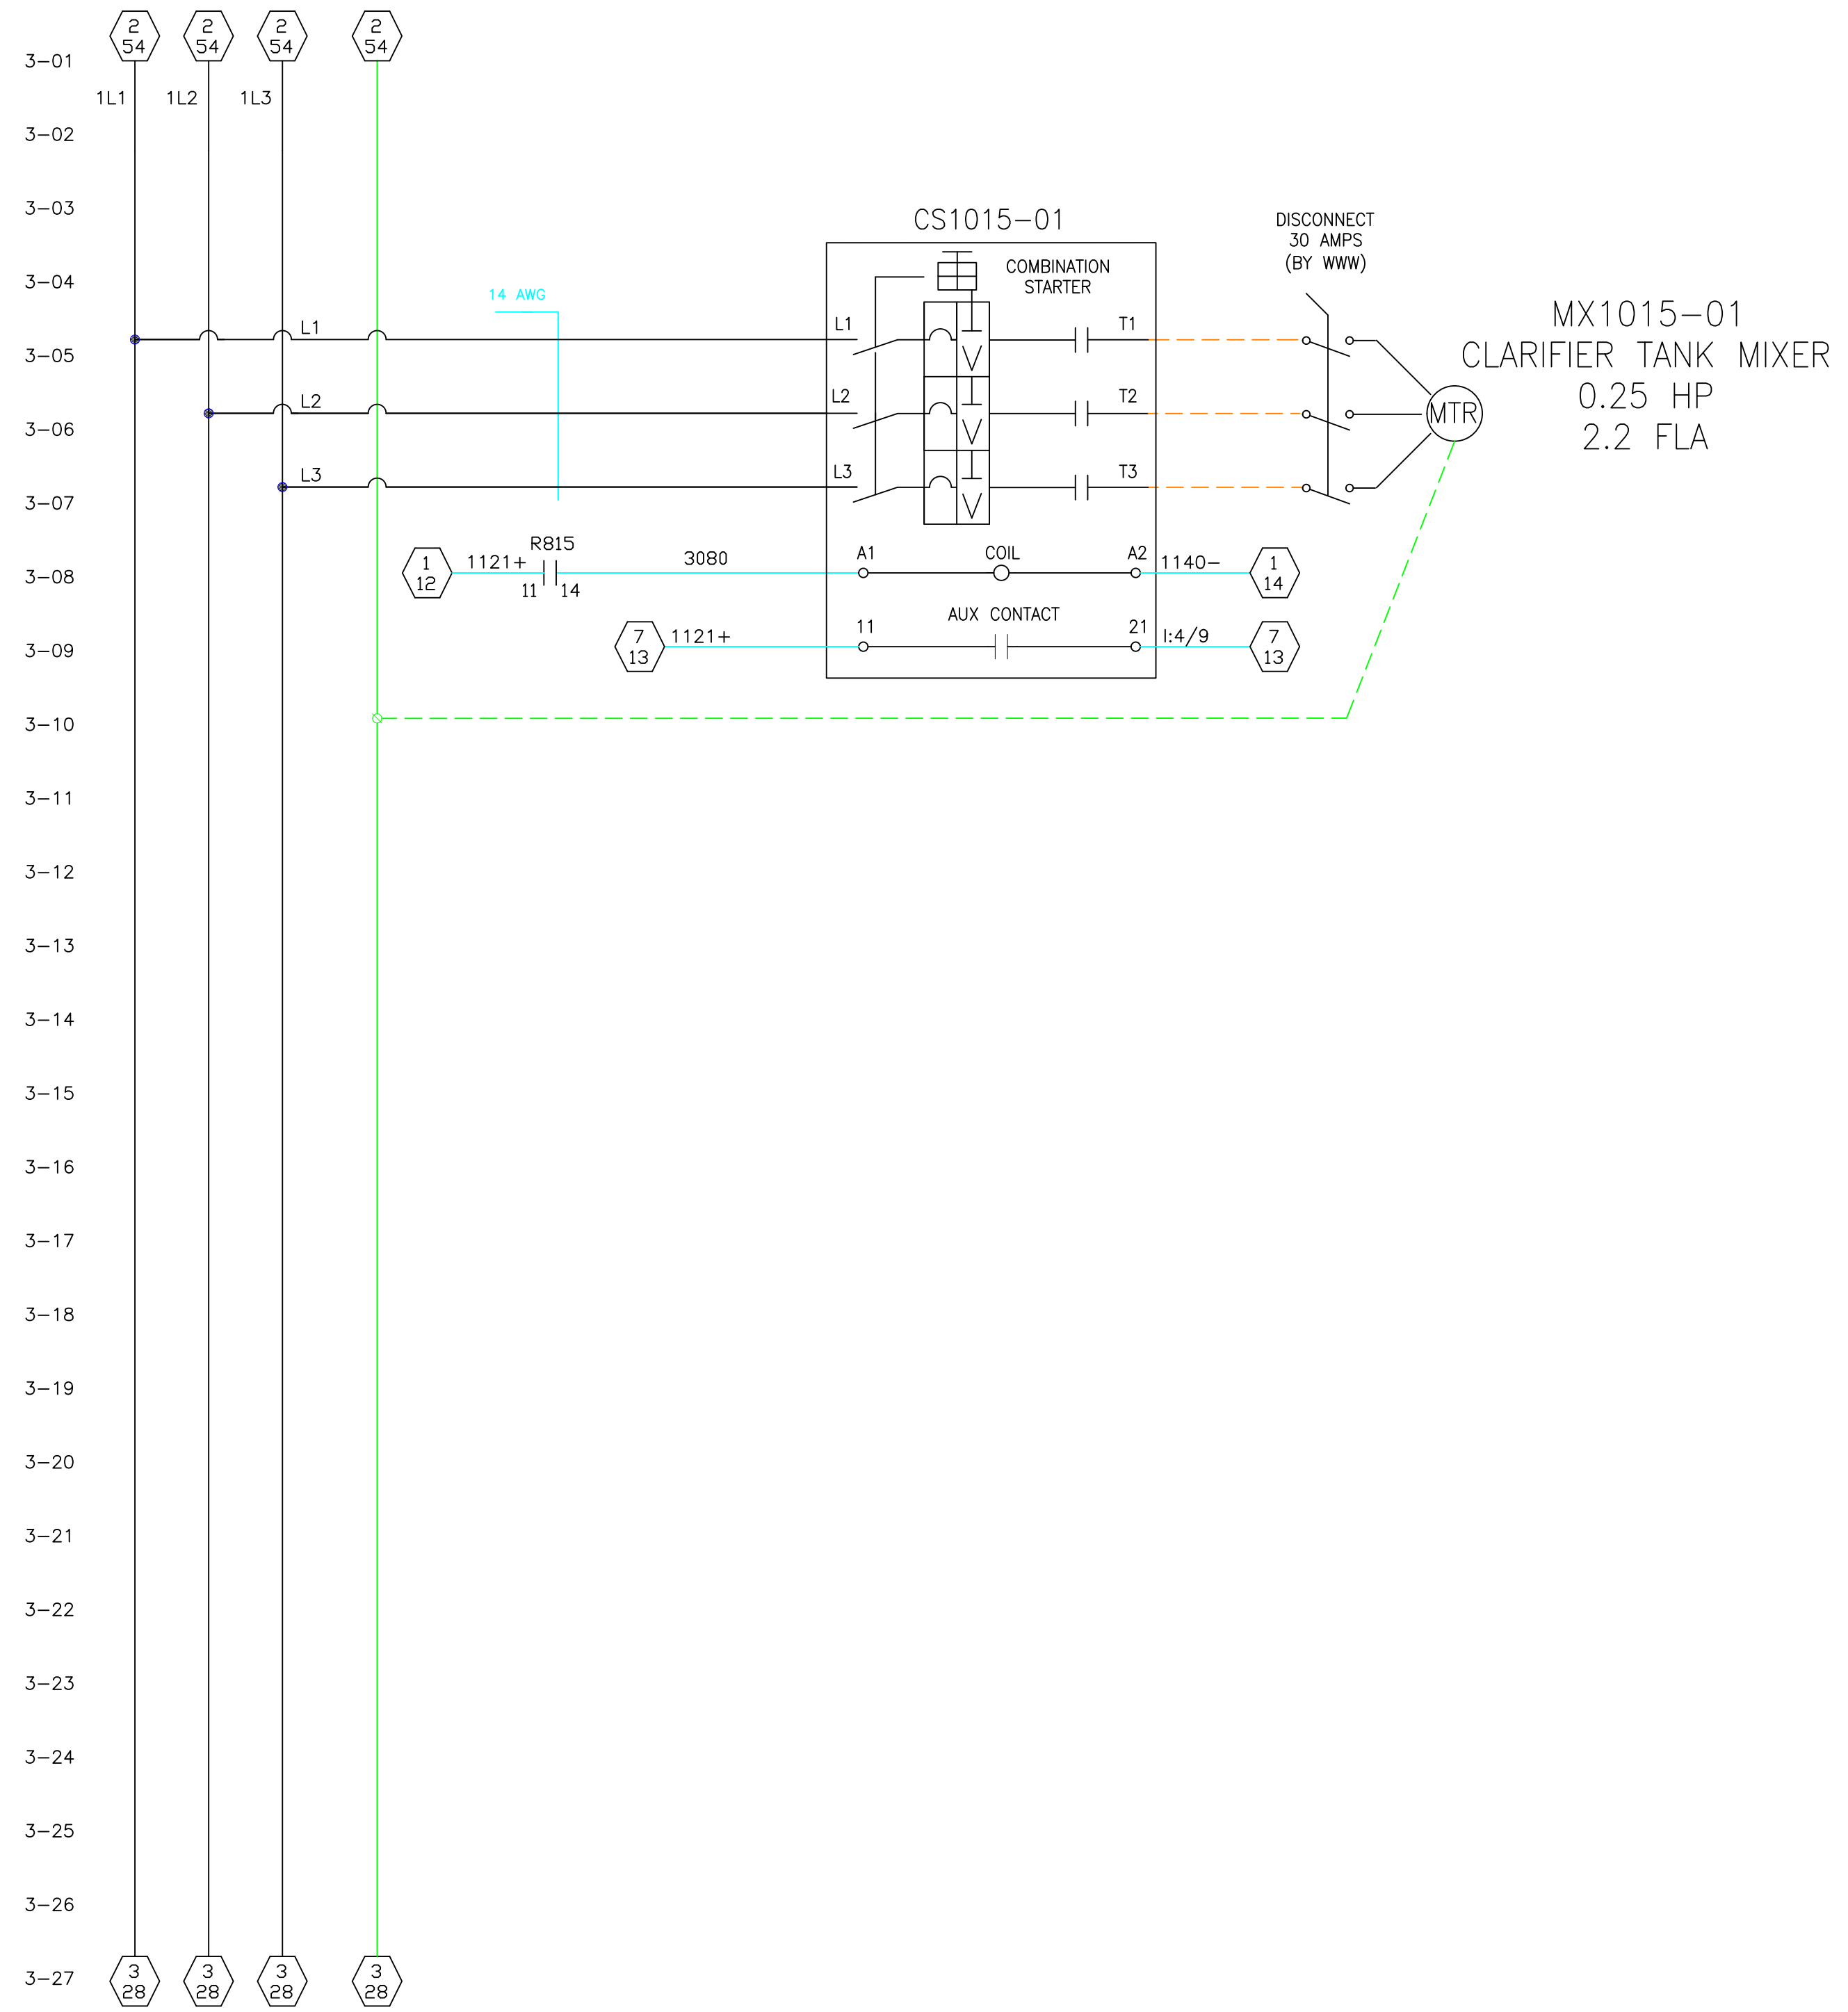 2 2 2 2
54 54 54 54
3-01
1L1 1L2 1L3
3-02
3-03
CS1015-01
DISCONNECT
30 AMPS
(BY WWW)
COMBINATION
STARTER
3-04
14 AWG
MX1015-01
CLARIFIER TANK MIXER
0.25 HP
2.2 FLA
L1 L1 T1
3-05
L2 L2 T2
MTR
3-06
L3 L3 T3
3-07
R815
1121+ 3080 A1 COIL A2 1140-
1 1
12 14
11 14
3-08
AUX CONTACT
1121+ 11 21 I:4/9
7 7
13 13
3-09
3-10
3-11
3-12
3-13
3-14
3-15
3-16
3-17
3-18
3-19
3-20
3-21
3-22
3-23
3-24
3-25
3-26
3-27
3 3 3 3
28 28 28 28